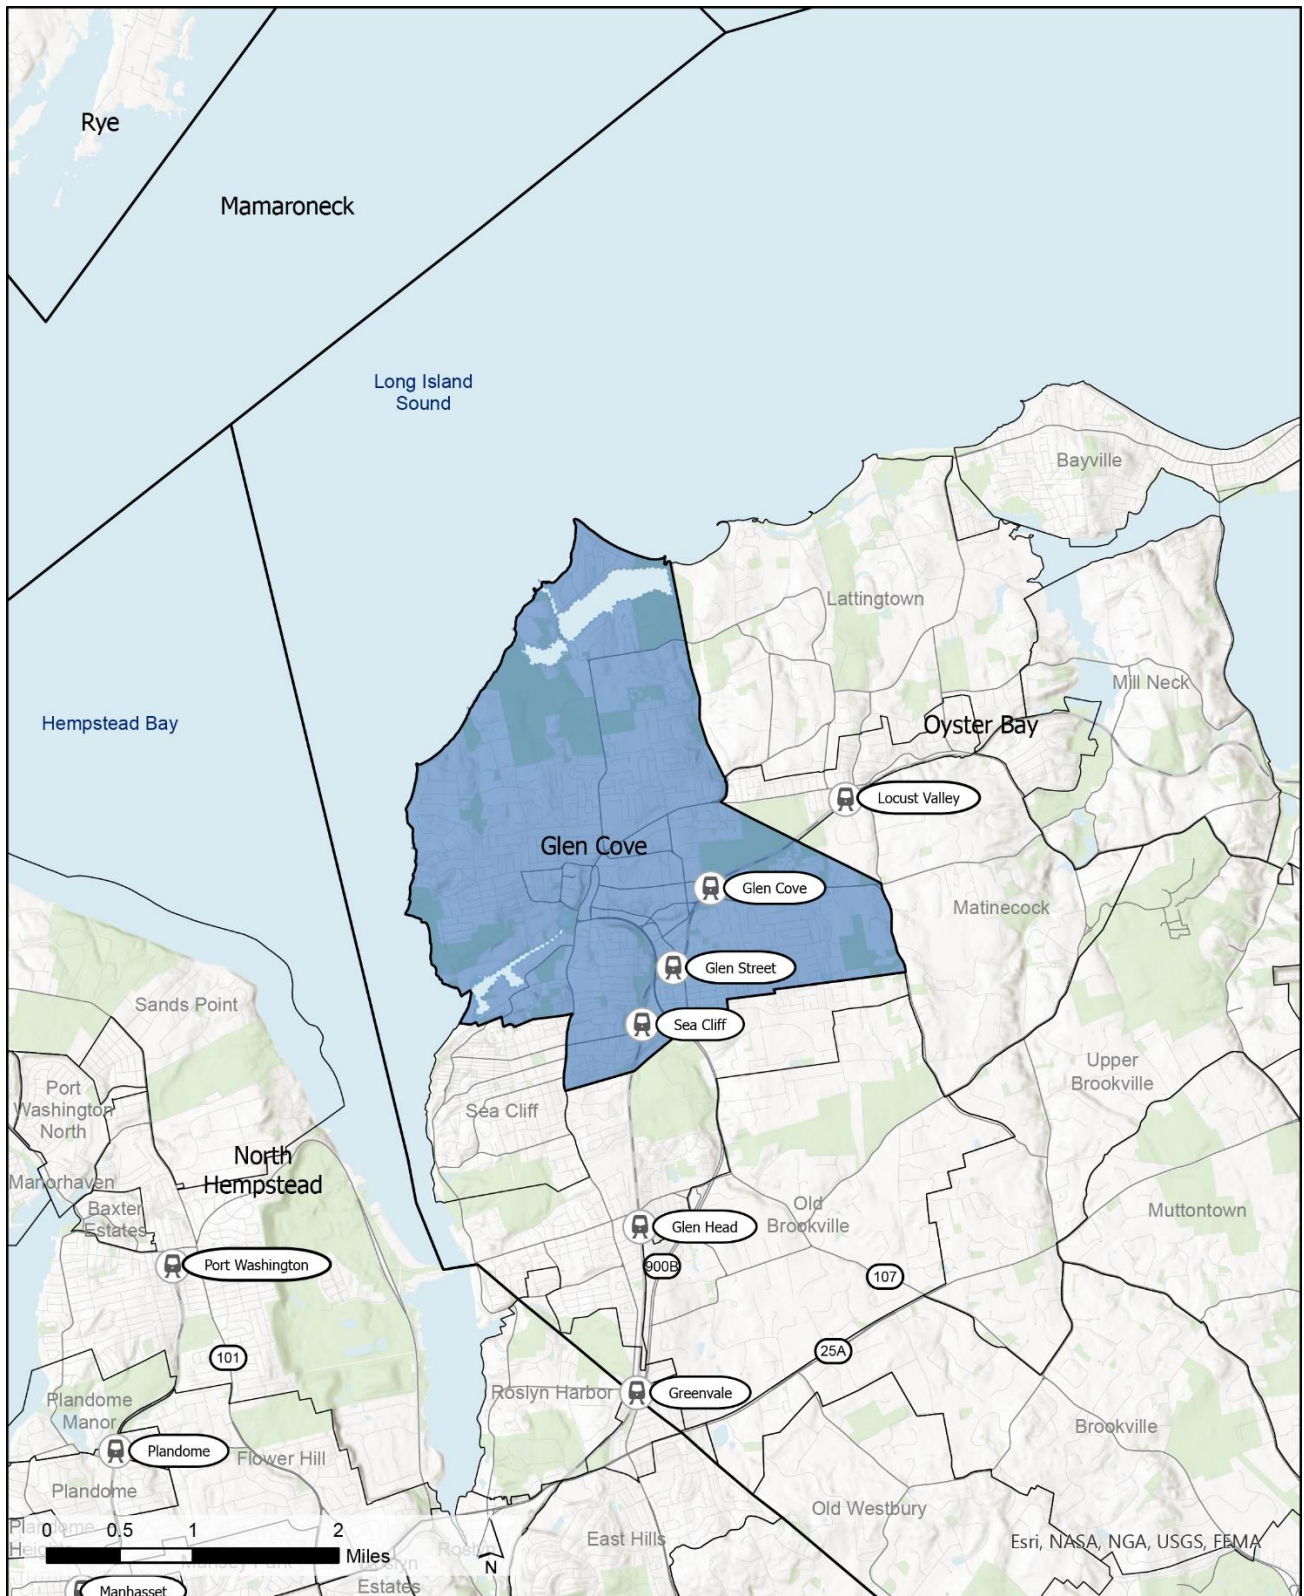 Rye
Mamaroneck
Long Island
Sound
Bayville
Lattingtown
Mill Neck
Hempstead Bay
Oyster Bay
Locust Valley
Glen Cove
Glen Cove
Matinecock
Glen Street
Sands Point
Sea Cliff
Upper
Brookville
Port
Washington
North
Sea Cliff
North
Hempstead
Manorhaven
Baxter
Estates
Old
Brookville
Muttontown
Glen Head
Port Washington
900B
107
101
25A
Roslyn Harbor
Greenvale
Plandome
Manor
Brookville
Plandome
Flower Hill
Plandome
Old Westbury
East Hills
0 0.5 1 2
Miles
N
Esri, NASA, NGA, USGS, FEMA
Estates
Manhasset